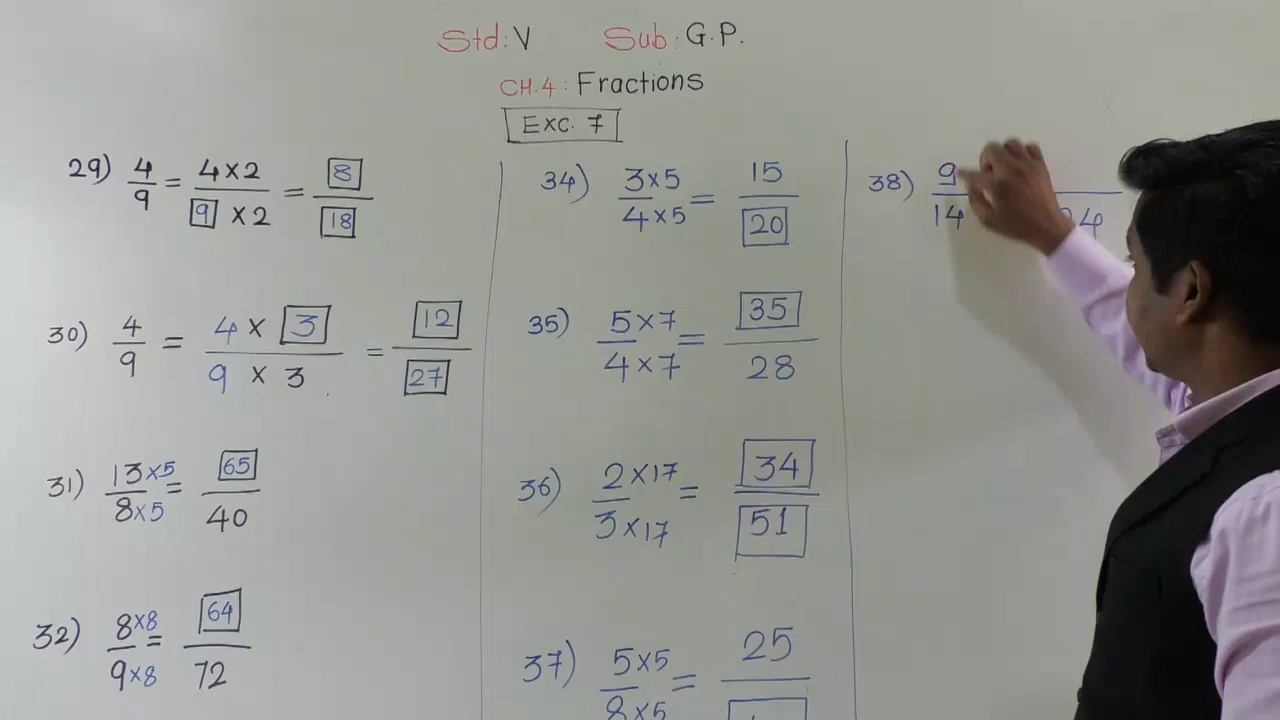 Std: V Sub: G.P.
CH.4: Fractions
Exc. 7
29) 4/9 = 4 x 2 / 9 x 2 = 8/18
30) 4/9 = 4 x 3 / 9 x 3 = 12/27
31) 13 x 5 / 8 x 5 = 65/40
32) 8 x 8 / 9 x 8 = 64/72
34) 3 x 5 / 4 x 5 = 15/20
35) 5 x 7 / 4 x 7 = 35/28
36) 2 x 17 / 3 x 17 = 34/51
37) 5 x 5 / 8 x 5 = 25
38) 9/14